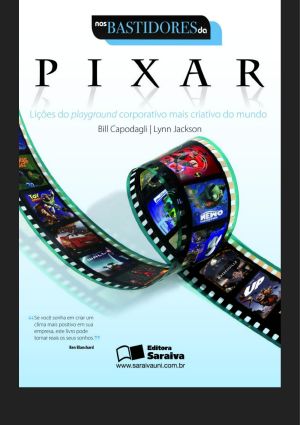 nos BASTIDORES da
PIXAR
Lições do playground corporativo mais criativo do mundo
Bill Capodagli | Lynn Jackson
NEMO
WALL·E
“Se você sonha em criar um
clima mais positivo em sua
empresa, este livro pode
tornar reais os seus sonhos.”
Ken Blanchard
Editora
Saraiva
www.saraivauni.com.br